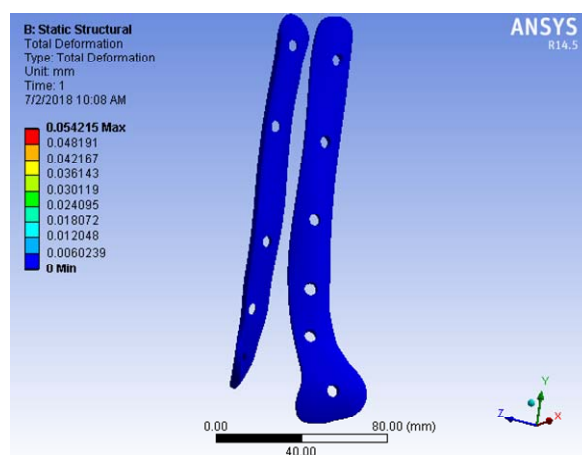 B: Static Structural
Total Deformation
Type: Total Deformation
Unit: mm
Time: 1
7/2/2018 10:08 AM
0.054215 Max
0.048191
0.042167
0.036143
0.030119
0.024095
0.018072
0.012048
0.0060239
0 Min
ANSYS
R14.5
Y
Z
X
0.00
80.00 (mm)
40.00